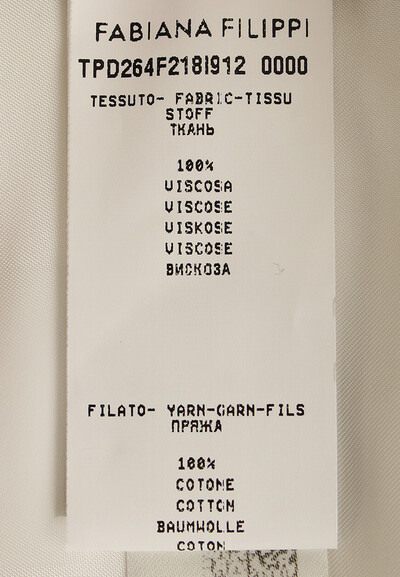 FABIANA FILIPPI
TPD264F218I912 0000
TESSUTO- FABRIC-TISSU
STOFF
ТКАНЬ
100%
VISCOSA
VISCOSE
VISKOSE
VISCOSE
ВИСКОЗА
FILATO- YARN-GARN-FILS
ПРЯЖА
100%
COTONE
COTTON
BAUMWOLLE
COTON